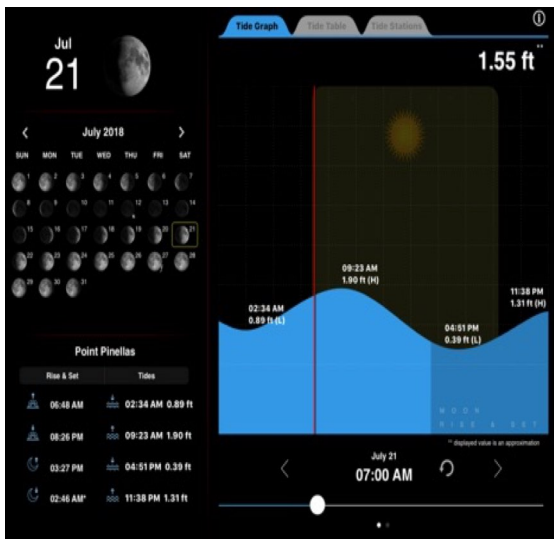 Jul
21
July 2018
SUN MON TUE WED THU FRI SAT
1 2 3 4 5 6 7
8 9 10 11 12 13 14
15 16 17 18 19 20 21
22 23 24 25 26 27 28
29 30 31
Point Pinellas
Rise & Set Tides
06:48 AM 02:34 AM 0.89 ft
08:26 PM 09:23 AM 1.90 ft
03:27 PM 04:51 PM 0.39 ft
02:46 AM* 11:38 PM 1.31 ft
Tide Graph Tide Table Tide Stations
1.55 ft**
09:23 AM
1.90 ft (H)
02:34 AM
0.89 ft (L)
11:38 PM
1.31 ft (H)
04:51 PM
0.39 ft (L)
MOON
RISE & SET
** displayed value is an approximation
July 21
07:00 AM